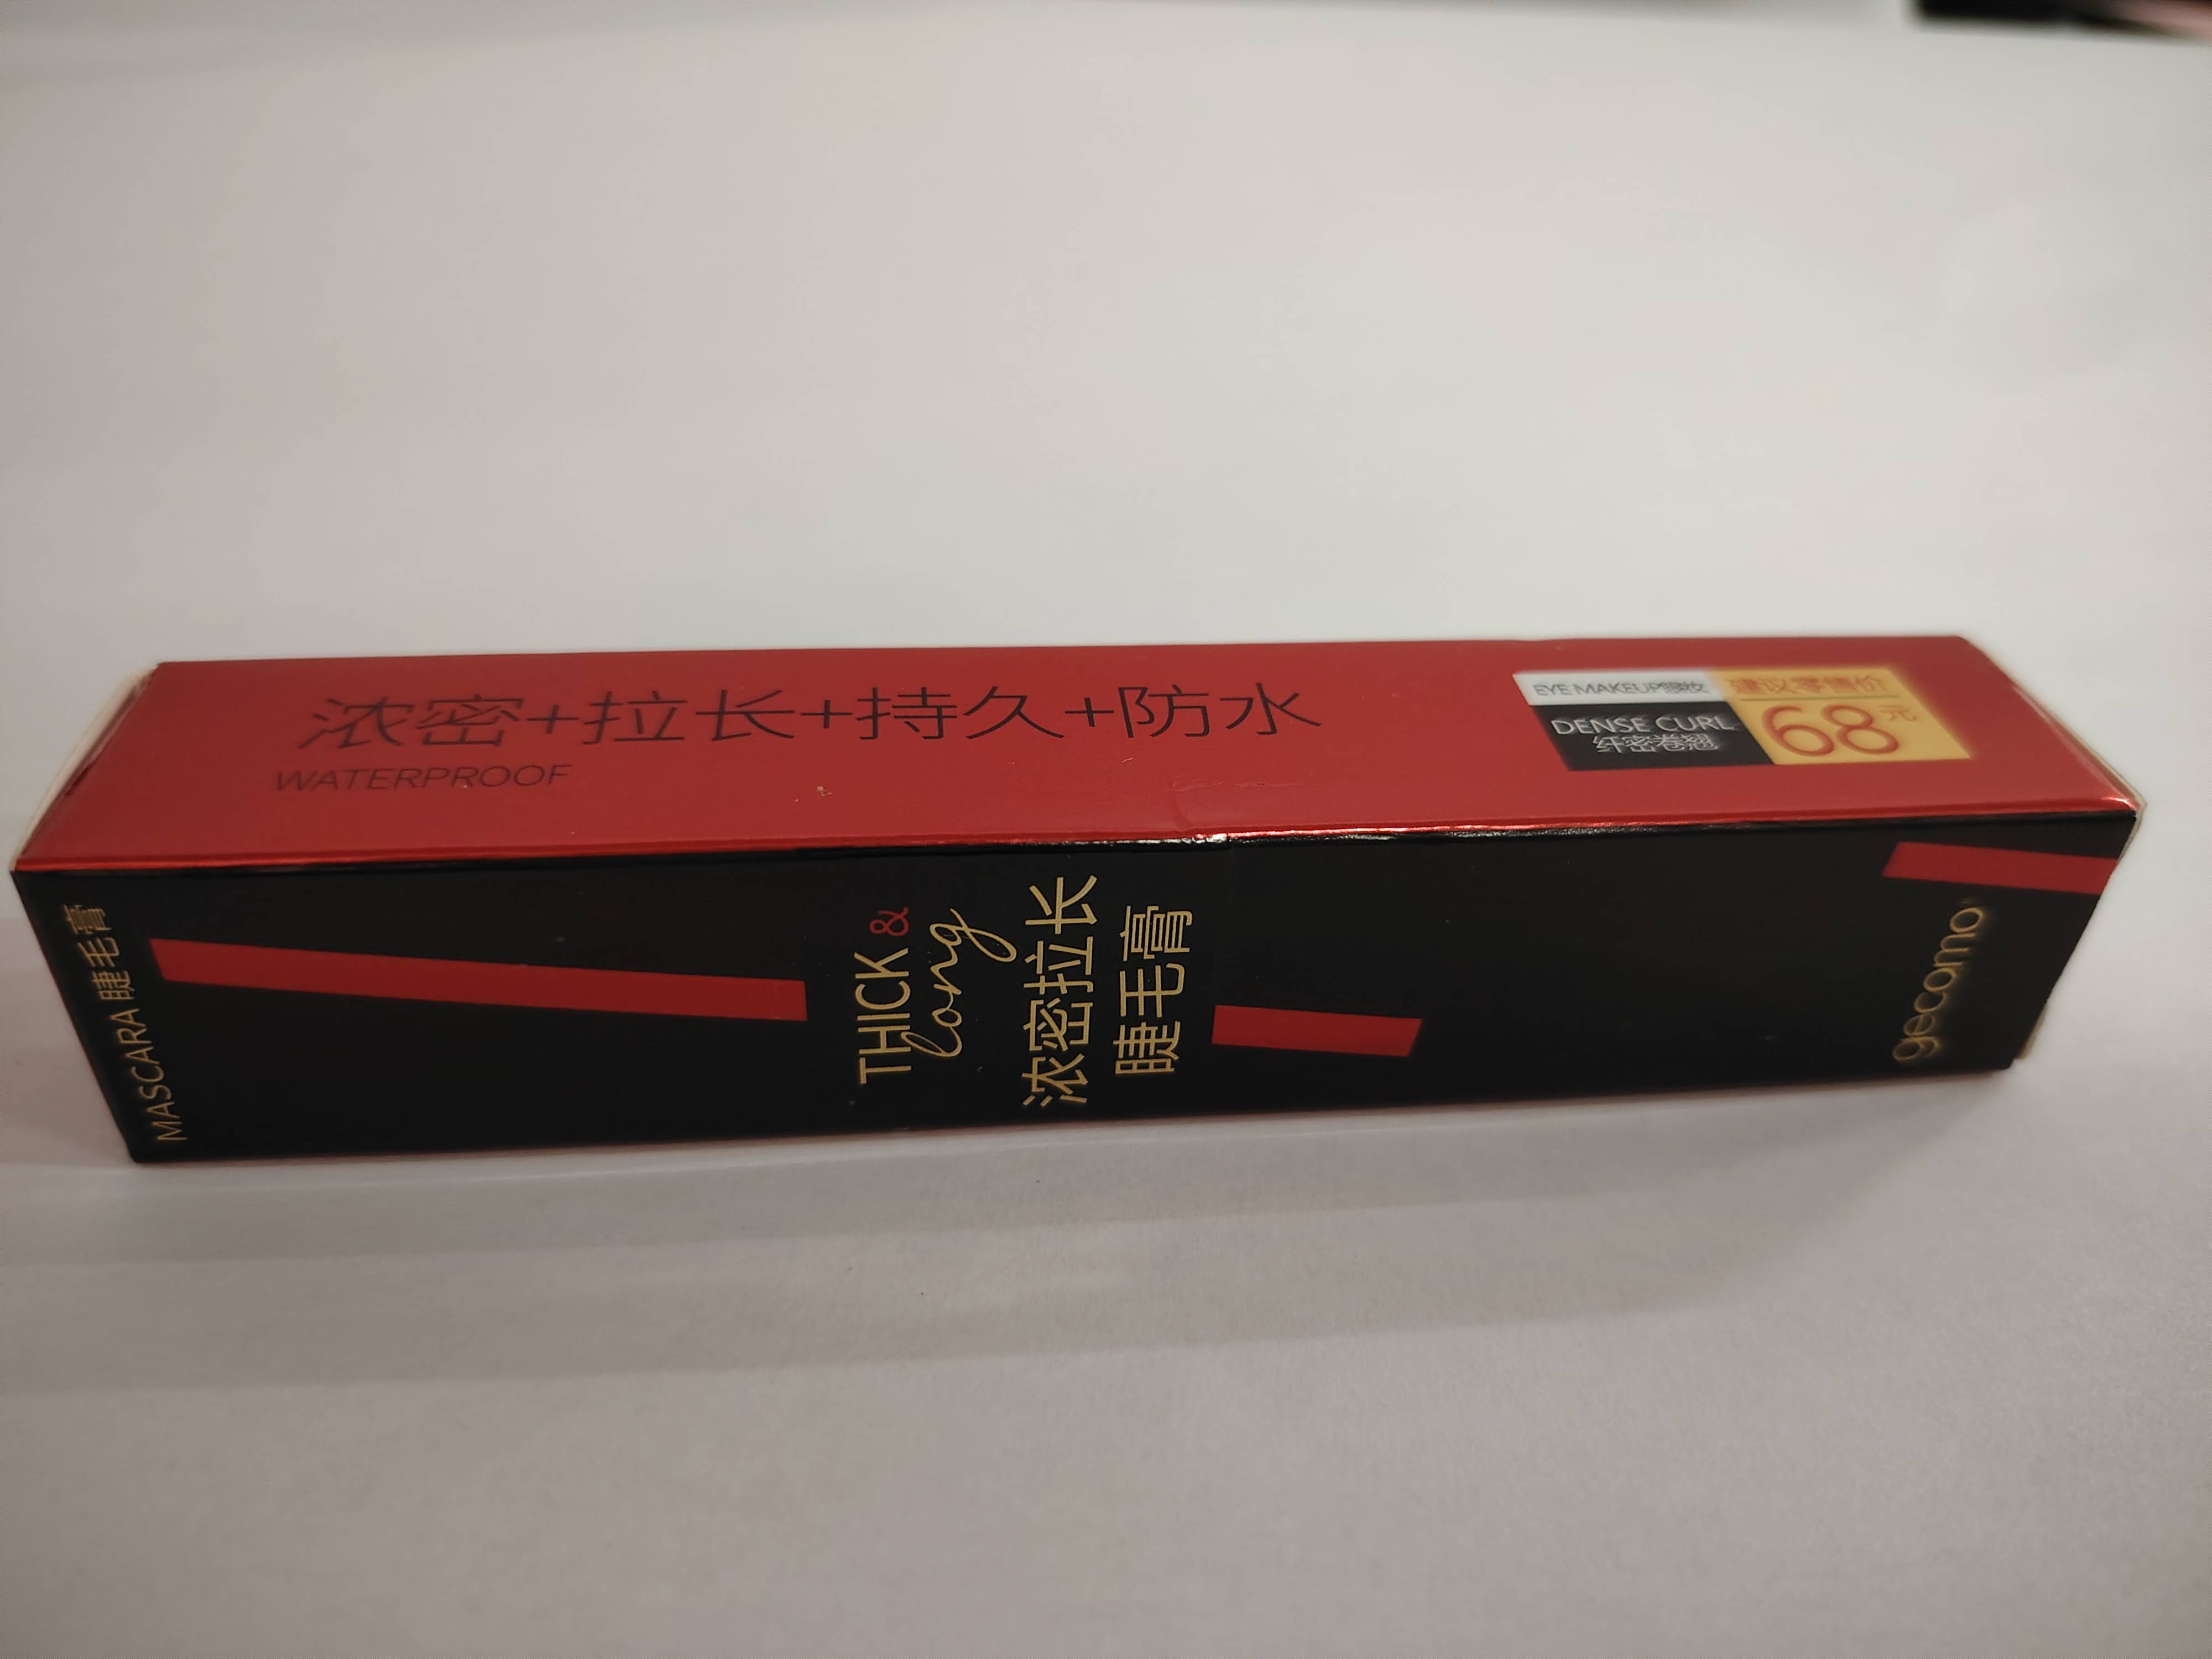 浓密+拉长+持久+防水
WATERPROOF
EYE MAKEUP眼妆
DENSE CURL
纤密卷翘
建议零售价
68元
MASCARA 睫毛膏
THICK &
Long
浓密拉长
睫毛膏
gecomo